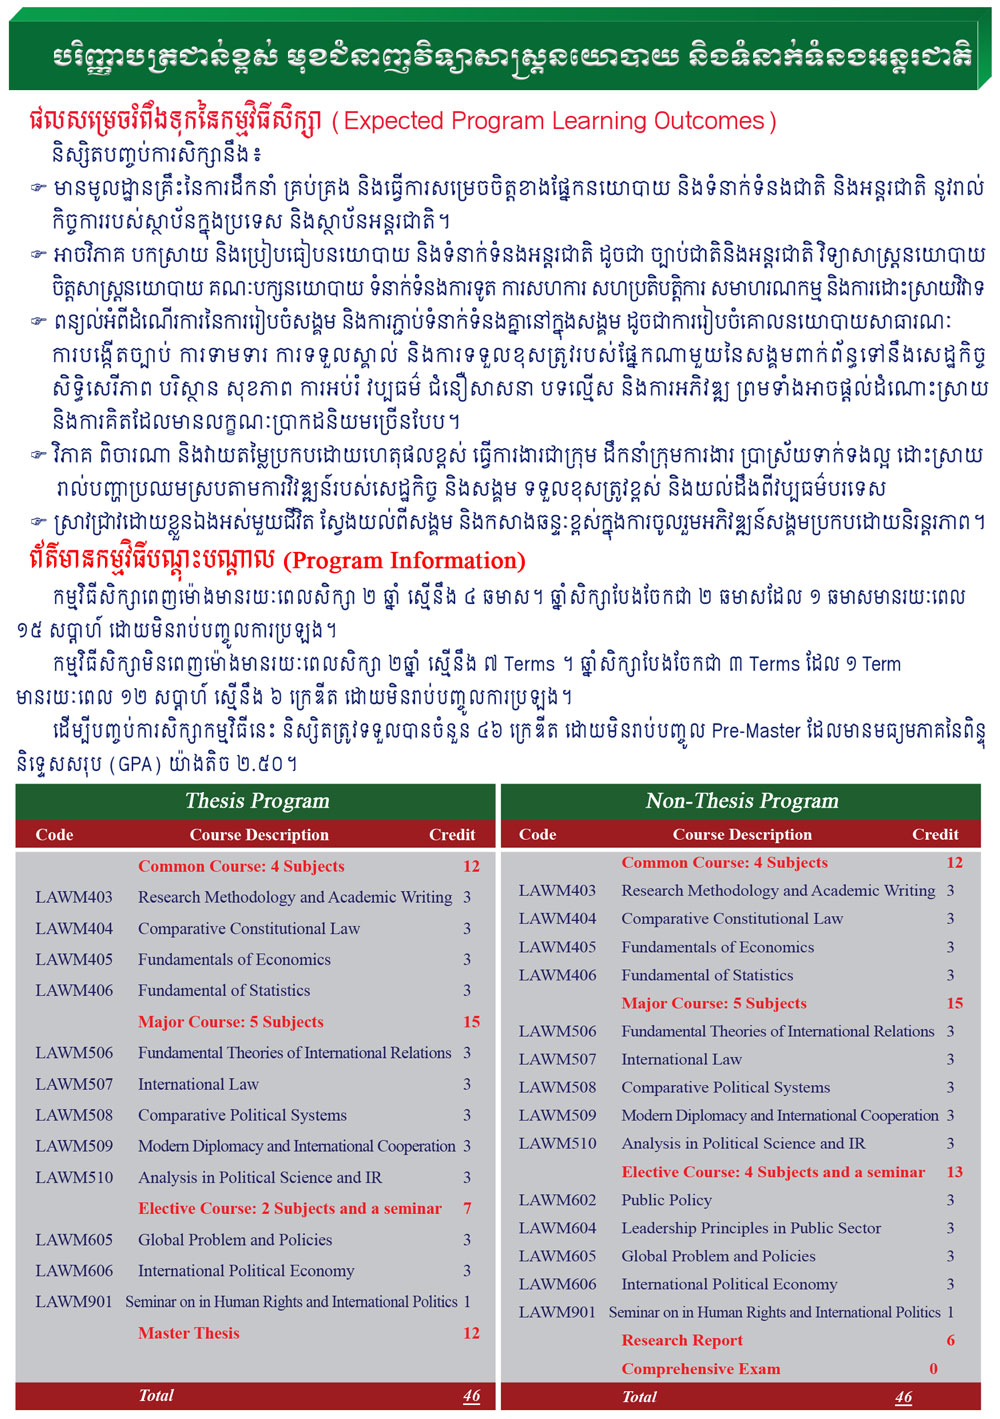 បរិញ្ញាបត្រជាន់ខ្ពស់ មុខជំនាញវិទ្យាសាស្ត្រនយោបាយ និងទំនាក់ទំនងអន្តរជាតិ
ផលសម្រេចរំពឹងទុកនៃកម្មវិធីសិក្សា (Expected Program Learning Outcomes)
និស្សិតបញ្ចប់ការសិក្សានឹង៖
☞ មានមូលដ្ឋានគ្រឹះនៃការដឹកនាំ គ្រប់គ្រង និងធ្វើការសម្រេចចិត្តខាងផ្នែកនយោបាយ និងទំនាក់ទំនងជាតិ និងអន្តរជាតិ នូវរាល់
កិច្ចការរបស់ស្ថាប័នក្នុងប្រទេស និងស្ថាប័នអន្តរជាតិ។
☞ អាចវិភាគ បកស្រាយ និងប្រៀបធៀបនយោបាយ និងទំនាក់ទំនងអន្តរជាតិ ដូចជា ច្បាប់ជាតិនិងអន្តរជាតិ វិទ្យាសាស្ត្រនយោបាយ
ចិត្តសាស្ត្រនយោបាយ គណៈបក្សនយោបាយ ទំនាក់ទំនងការទូត ការសហការ សហប្រតិបត្តិការ សមាហរណកម្ម និងការដោះស្រាយវិវាទ
☞ ពន្យល់អំពីដំណើរការនៃការរៀបចំសង្គម និងការភ្ជាប់ទំនាក់ទំនងគ្នានៅក្នុងសង្គម ដូចជាការរៀបចំគោលនយោបាយសាធារណៈ
ការបង្កើតច្បាប់ ការទាមទារ ការទទួលស្គាល់ និងការទទួលខុសត្រូវរបស់ផ្នែកណាមួយនៃសង្គមពាក់ព័ន្ធទៅនឹងសេដ្ឋកិច្ច
សិទ្ធិសេរីភាព បរិស្ថាន សុខភាព ការអប់រំ វប្បធម៌ ជំនឿសាសនា បទល្មើស និងការអភិវឌ្ឍ ព្រមទាំងអាចផ្តល់ដំណោះស្រាយ
និងការគិតដែលមានលក្ខណៈប្រាកដនិយមច្រើនបែប។
☞ វិភាគ ពិចារណា និងវាយតម្លៃប្រកបដោយហេតុផលខ្ពស់ ធ្វើការងារជាក្រុម ដឹកនាំក្រុមការងារ ប្រាស្រ័យទាក់ទងល្អ ដោះស្រាយ
រាល់បញ្ហាប្រឈមស្របតាមការវិវឌ្ឍន៍របស់សេដ្ឋកិច្ច និងសង្គម ទទួលខុសត្រូវខ្ពស់ និងយល់ដឹងពីវប្បធម៌បរទេស
☞ ស្រាវជ្រាវដោយខ្លួនឯងអស់មួយជីវិត ស្វែងយល់ពីសង្គម និងកសាងឆន្ទៈខ្ពស់ក្នុងការចូលរួមអភិវឌ្ឍន៍សង្គមប្រកបដោយនិរន្តរភាព។
ព័ត៌មានកម្មវិធីបណ្តុះបណ្តាល (Program Information)
កម្មវិធីសិក្សាពេញម៉ោងមានរយៈពេលសិក្សា ២ ឆ្នាំ ស្មើនឹង ៤ ឆមាស។ ឆ្នាំសិក្សាបែងចែកជា ២ ឆមាសដែល ១ ឆមាសមានរយៈពេល
១៥ សប្តាហ៍ ដោយមិនរាប់បញ្ចូលការប្រឡង។
កម្មវិធីសិក្សាមិនពេញម៉ោងមានរយៈពេលសិក្សា ២ឆ្នាំ ស្មើនឹង ៧ Terms ។ ឆ្នាំសិក្សាបែងចែកជា ៣ Terms ដែល ១ Term
មានរយៈពេល ១២ សប្តាហ៍ ស្មើនឹង ៦ ក្រេឌីត ដោយមិនរាប់បញ្ចូលការប្រឡង។
ដើម្បីបញ្ចប់ការសិក្សាកម្មវិធីនេះ និស្សិតត្រូវទទួលបានចំនួន ៤៦ ក្រេឌីត ដោយមិនរាប់បញ្ចូល Pre-Master ដែលមានមធ្យមភាគនៃពិន្ទុ
និទ្ទេសសរុប (GPA) យ៉ាងតិច ២.៥០។
Thesis Program
Code Course Description Credit
Common Course: 4 Subjects 12
LAWM403 Research Methodology and Academic Writing 3
LAWM404 Comparative Constitutional Law 3
LAWM405 Fundamentals of Economics 3
LAWM406 Fundamental of Statistics 3
Major Course: 5 Subjects 15
LAWM506 Fundamental Theories of International Relations 3
LAWM507 International Law 3
LAWM508 Comparative Political Systems 3
LAWM509 Modern Diplomacy and International Cooperation 3
LAWM510 Analysis in Political Science and IR 3
Elective Course: 2 Subjects and a seminar 7
LAWM605 Global Problem and Policies 3
LAWM606 International Political Economy 3
LAWM901 Seminar on in Human Rights and International Politics 1
Master Thesis 12
Total 46
Non-Thesis Program
Code Course Description Credit
Common Course: 4 Subjects 12
LAWM403 Research Methodology and Academic Writing 3
LAWM404 Comparative Constitutional Law 3
LAWM405 Fundamentals of Economics 3
LAWM406 Fundamental of Statistics 3
Major Course: 5 Subjects 15
LAWM506 Fundamental Theories of International Relations 3
LAWM507 International Law 3
LAWM508 Comparative Political Systems 3
LAWM509 Modern Diplomacy and International Cooperation 3
LAWM510 Analysis in Political Science and IR 3
Elective Course: 4 Subjects and a seminar 13
LAWM602 Public Policy 3
LAWM604 Leadership Principles in Public Sector 3
LAWM605 Global Problem and Policies 3
LAWM606 International Political Economy 3
LAWM901 Seminar on in Human Rights and International Politics 1
Research Report 6
Comprehensive Exam 0
Total 46